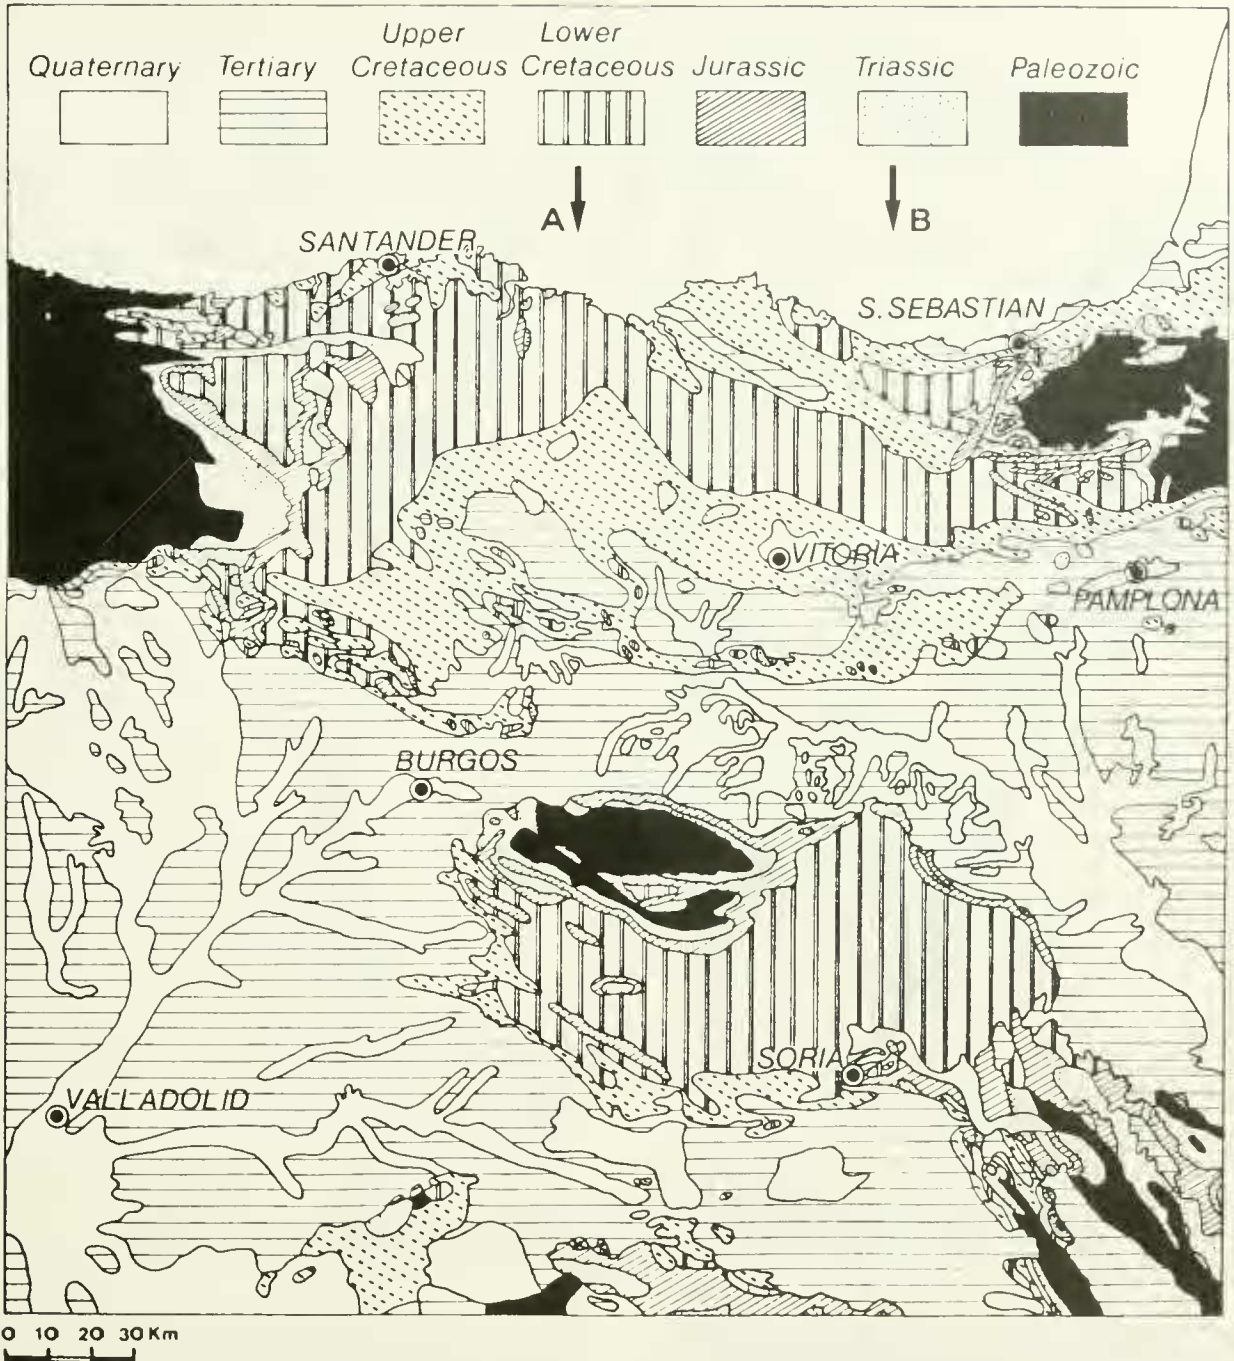 Upper Lower
Quaternary Tertiary Cretaceous Cretaceous Jurassic Triassic Paleozoic
A B
SANTANDER
S.SEBASTIAN
VITORIA
PAMPLONA
BURGOS
SORIA
VALLADOLID
0 10 20 30 Km